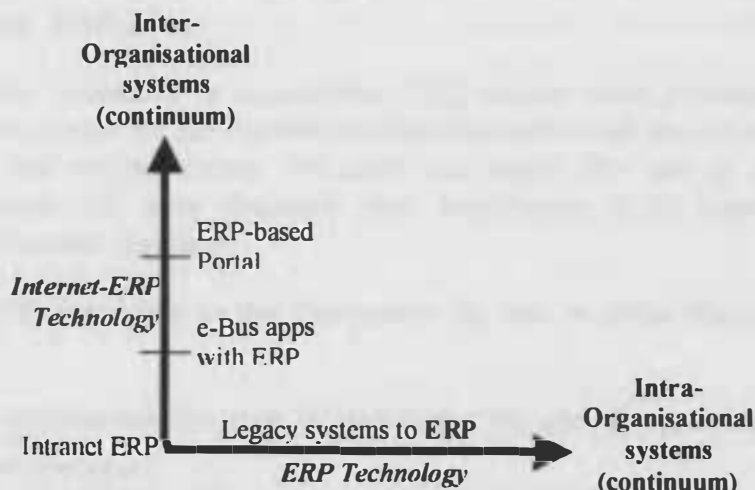 Inter-
Organisational
systems
(continuum)
ERP-based
Portal
Internet-ERP
Technology
e-Bus apps
with ERP
Intranet ERP
Legacy systems to ERP
ERP Technology
Intra-
Organisational
systems
(continuum)